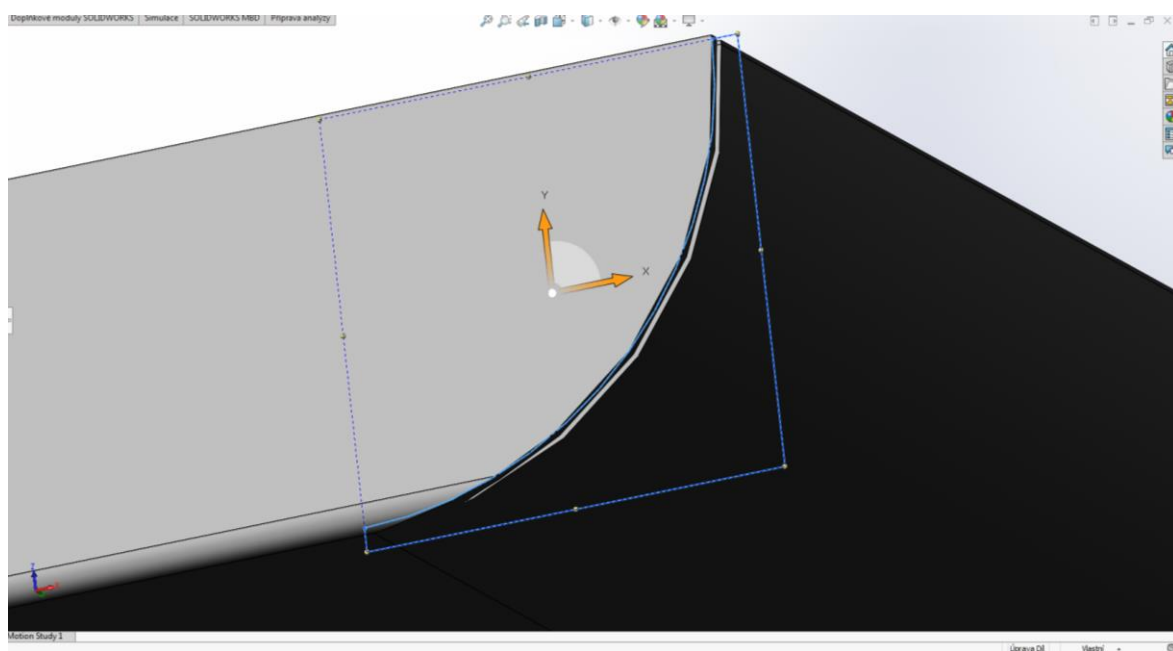 Doplňkové moduly SOLIDWORKS Simulace SOLIDWORKS MBD Příprava analýzy
Y
X
Z
Motion Study 1
Úprava Díl Vlastní